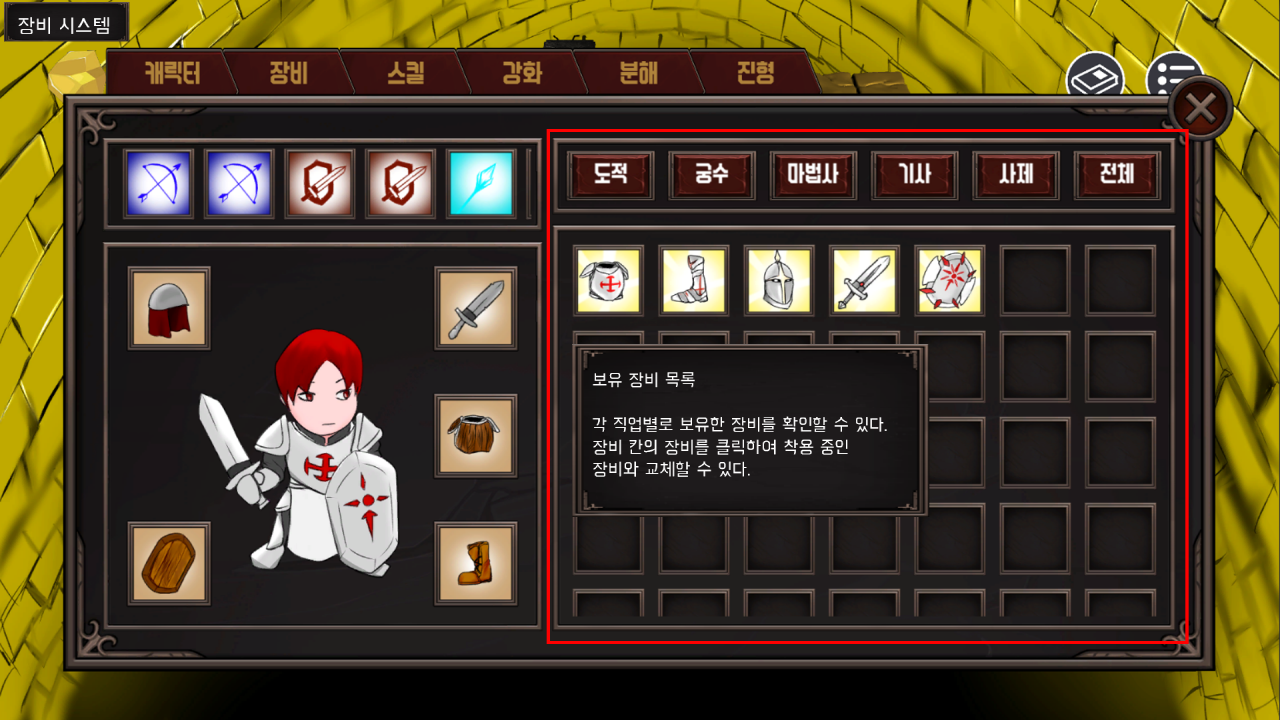 장비 시스템
캐릭터 장비 스킬 강화 분해 진형
도적 궁수 마법사 기사 사제 전체
보유 장비 목록
각 직업별로 보유한 장비를 확인할 수 있다.
장비 칸의 장비를 클릭하여 착용 중인
장비와 교체할 수 있다.